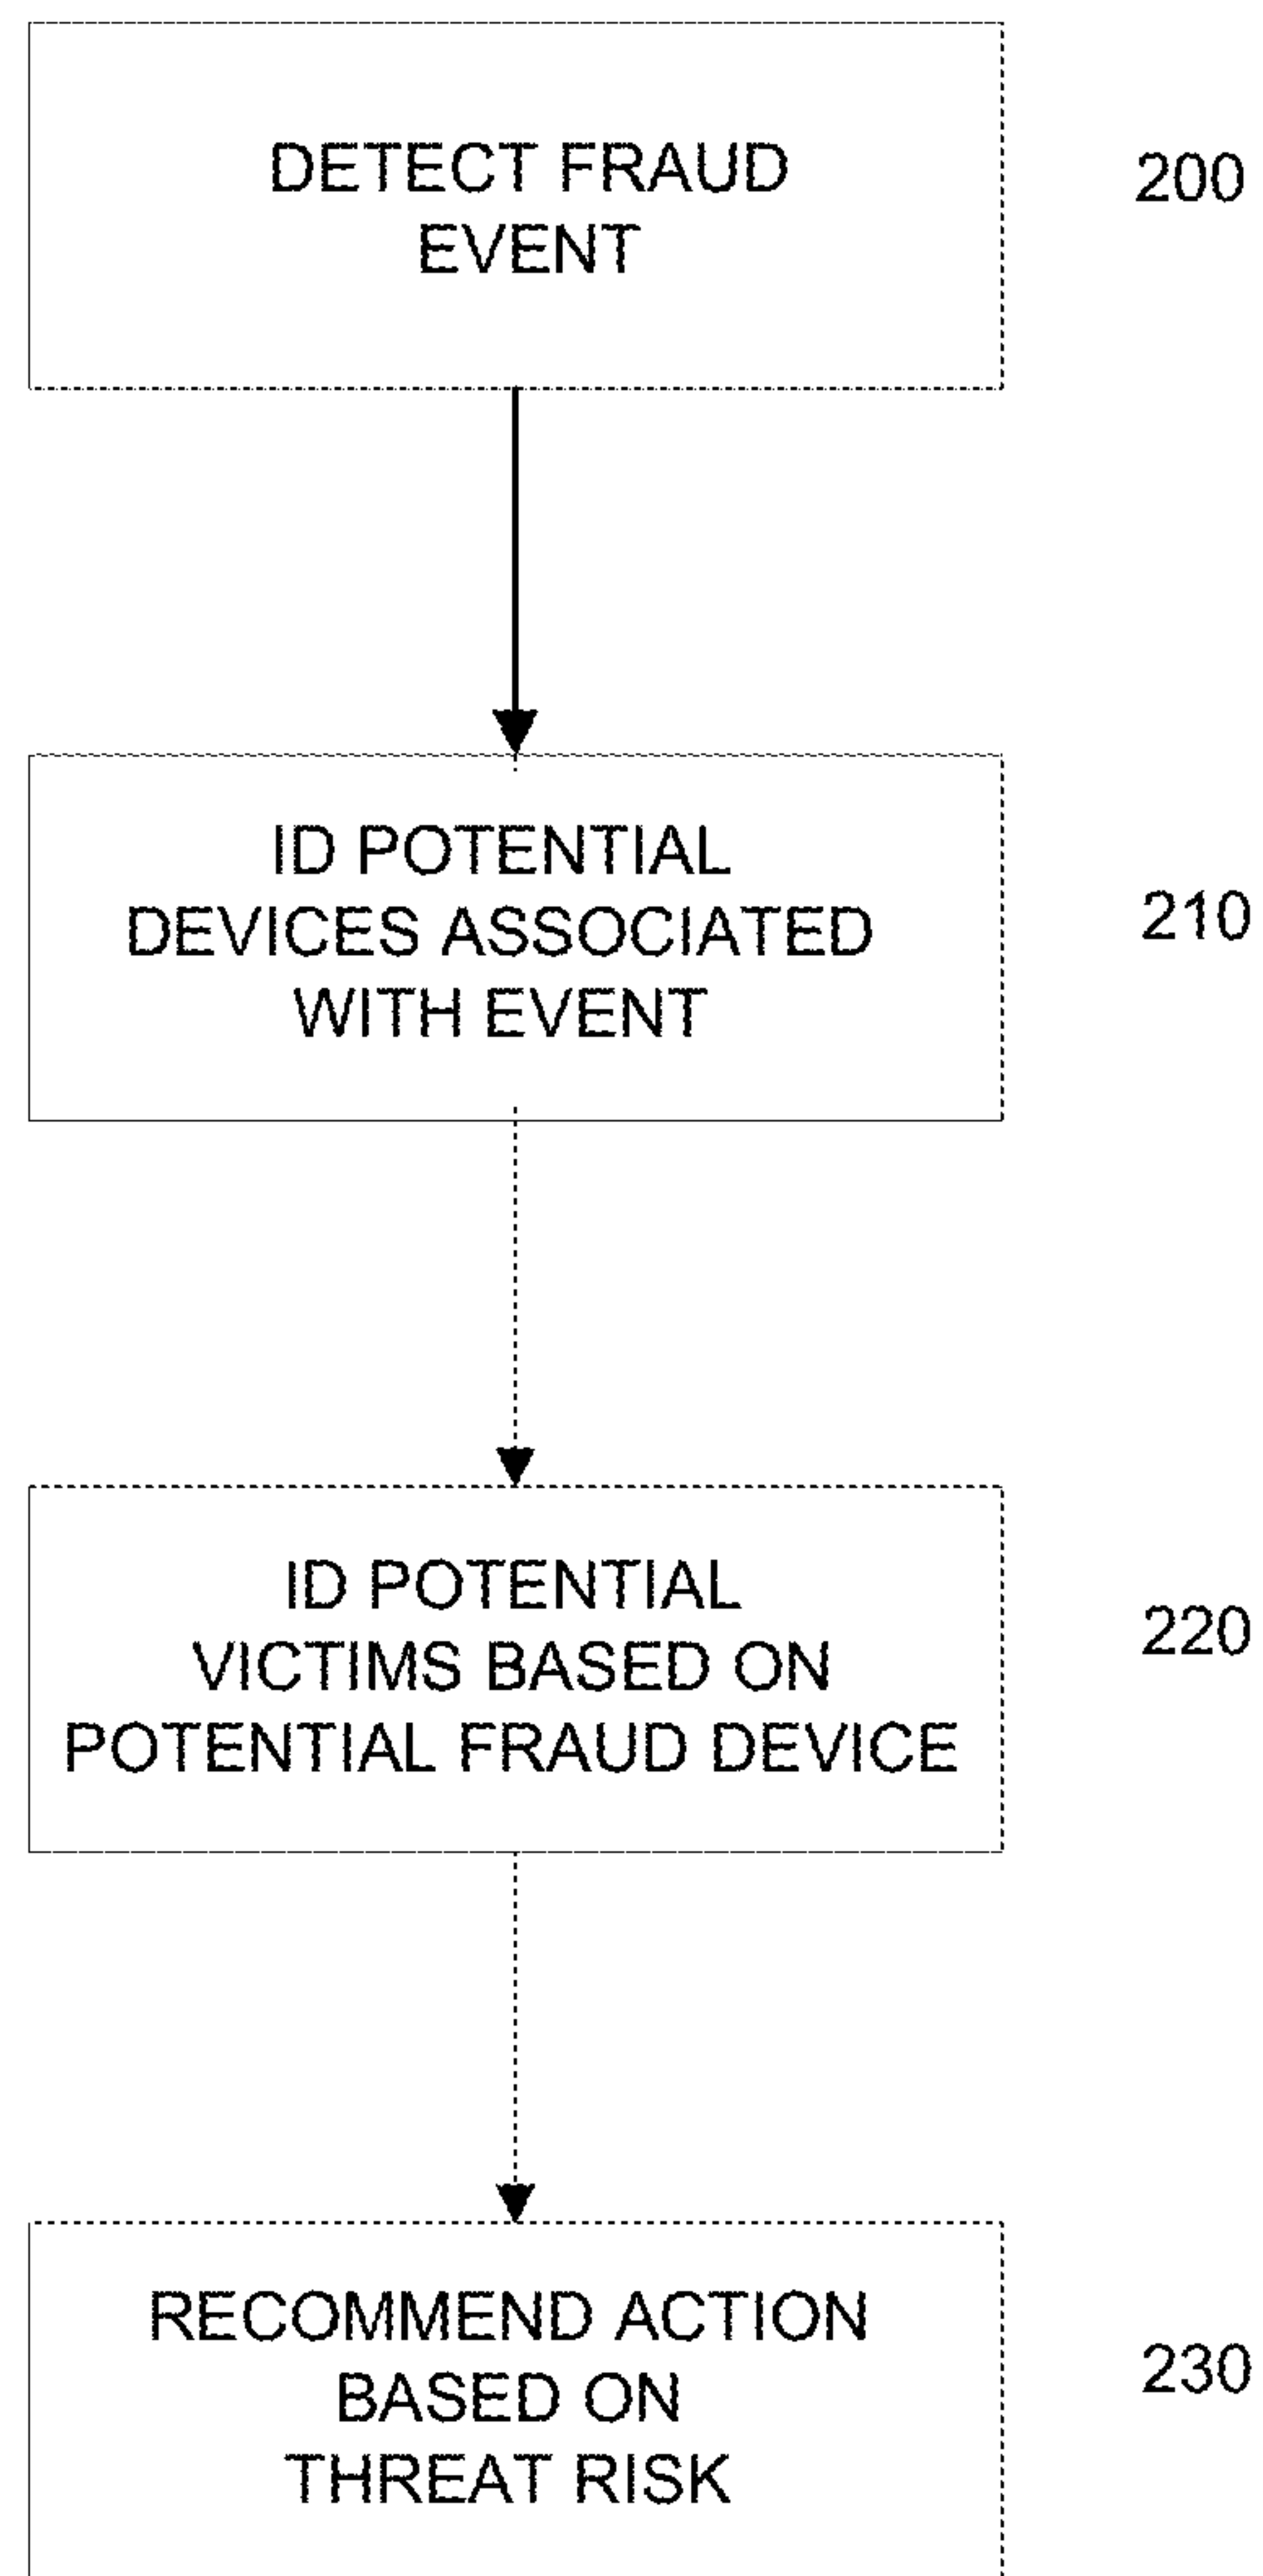 DETECT FRAUD
EVENT
200
ID POTENTIAL
DEVICES ASSOCIATED
WITH EVENT
210
ID POTENTIAL
VICTIMS BASED ON
POTENTIAL FRAUD DEVICE
220
RECOMMEND ACTION
BASED ON
THREAT RISK
230